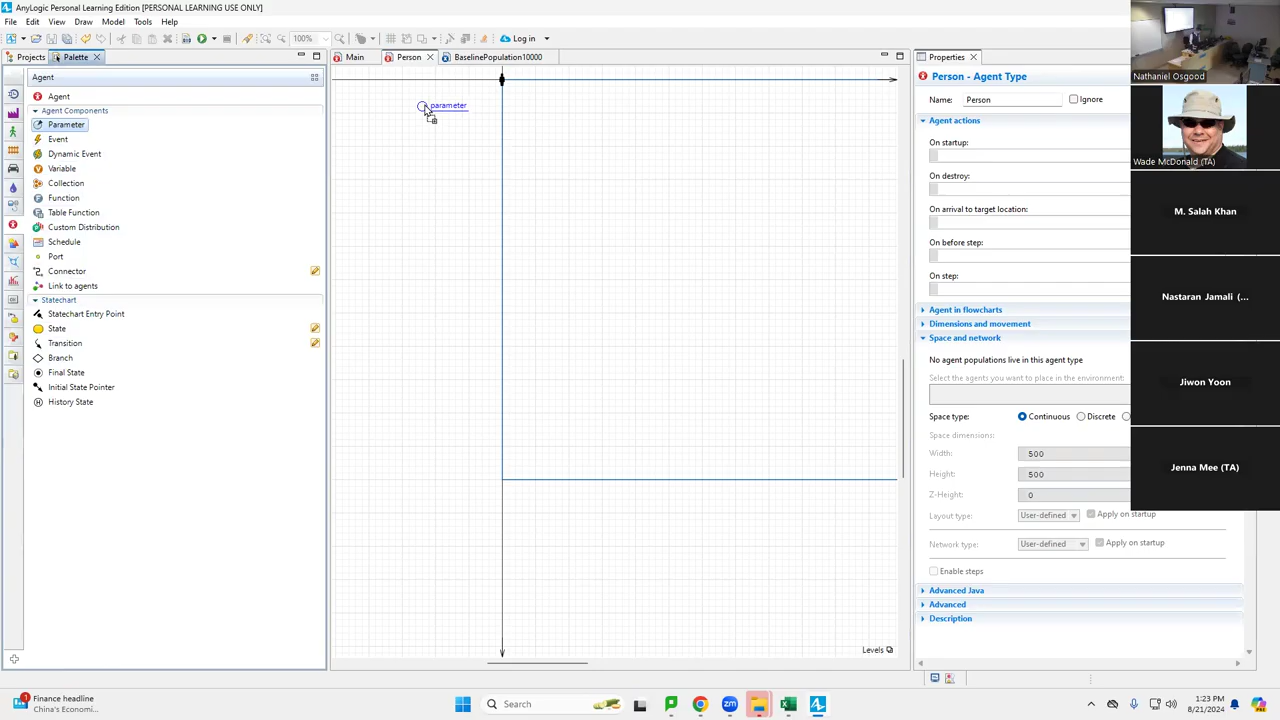 AnyLogic Personal Learning Edition [PERSONAL LEARNING USE ONLY]
File Edit View Draw Model Tools Help
100%
Log in
Projects Palette
Main Person BaselinePopulation10000
Properties
Agent
Agent
Agent Components
Parameter
Event
Dynamic Event
Variable
Collection
Function
Table Function
Custom Distribution
Schedule
Port
Connector
Link to agents
Statechart
Statechart Entry Point
State
Transition
Branch
Final State
Initial State Pointer
History State
parameter
Levels
Person - Agent Type
Name: Person Ignore
Agent actions
On startup:
On destroy:
On arrival to target location:
On before step:
On step:
Agent in flowcharts
Dimensions and movement
Space and network
No agent populations live in this agent type
Select the agents you want to place in the environment:
Space type: Continuous Discrete
Space dimensions:
Width: 500
Height: 500
Z-Height: 0
Layout type: User-defined Apply on startup
Network type: User-defined Apply on startup
Enable steps
Advanced Java
Advanced
Description
Nathaniel Osgood
Wade McDonald (TA)
M. Salah Khan
Nastaran Jamali (...
Jiwon Yoon
Jenna Mee (TA)
1
Finance headline
China's Economi...
Search
1:23 PM
8/21/2024